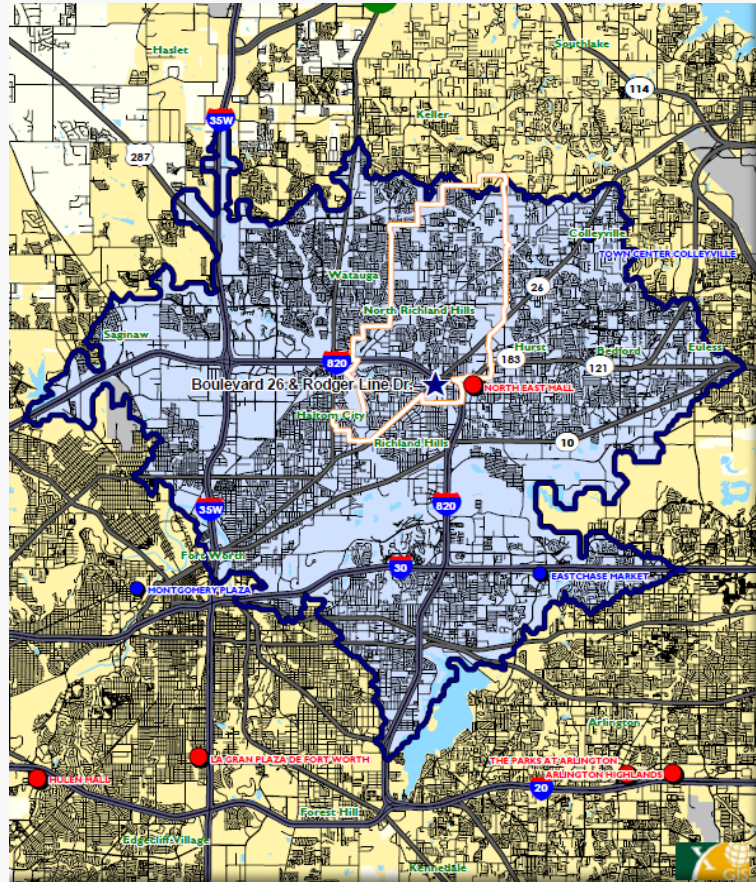 Haslet
Southlake
114
Keller
35W
287
Colleyville
TOWN CENTER COLLEYVILLE
Watauga
26
North Richland Hills
Saginaw
Hurst
Bedford
Euless
820
183
121
Boulevard 26 & Rodger Line Dr.
NORTH EAST MALL
Haltom City
Richland Hills
10
35W
820
Fort Worth
30
EASTCHASE MARKET
MONTGOMERY PLAZA
Arlington
LA GRAN PLAZA DE FORT WORTH
THE PARKS AT ARLINGTON
ARLINGTON HIGHLANDS
HULEN MALL
20
Forest Hill
Edgecliff Village
Kennedale
X
GIS